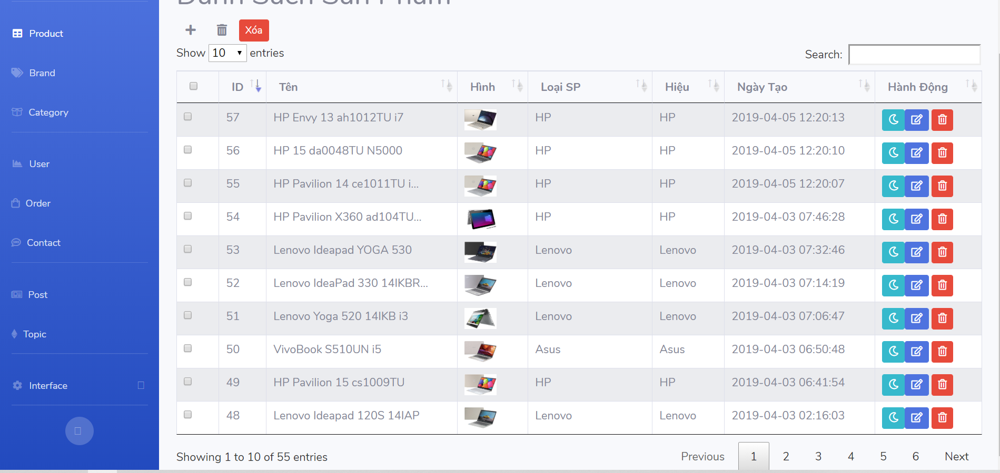 Danh Sách Sản Phẩm
Product
Brand
Category
User
Order
Contact
Post
Topic
Interface
Xóa
Show 10 entries
Search:
ID Tên Hình Loại SP Hiệu Ngày Tạo Hành Động
57 HP Envy 13 ah1012TU i7 HP HP 2019-04-05 12:20:13
56 HP 15 da0048TU N5000 HP HP 2019-04-05 12:20:10
55 HP Pavilion 14 ce1011TU i... HP HP 2019-04-05 12:20:07
54 HP Pavilion X360 ad104TU... HP HP 2019-04-03 07:46:28
53 Lenovo Ideapad YOGA 530 Lenovo Lenovo 2019-04-03 07:32:46
52 Lenovo IdeaPad 330 14IKBR... Lenovo Lenovo 2019-04-03 07:14:19
51 Lenovo Yoga 520 14IKB i3 Lenovo Lenovo 2019-04-03 07:06:47
50 VivoBook S510UN i5 Asus Asus 2019-04-03 06:50:48
49 HP Pavilion 15 cs1009TU HP HP 2019-04-03 06:41:54
48 Lenovo Ideapad 120S 14IAP Lenovo Lenovo 2019-04-03 02:16:03
Showing 1 to 10 of 55 entries
Previous 1 2 3 4 5 6 Next